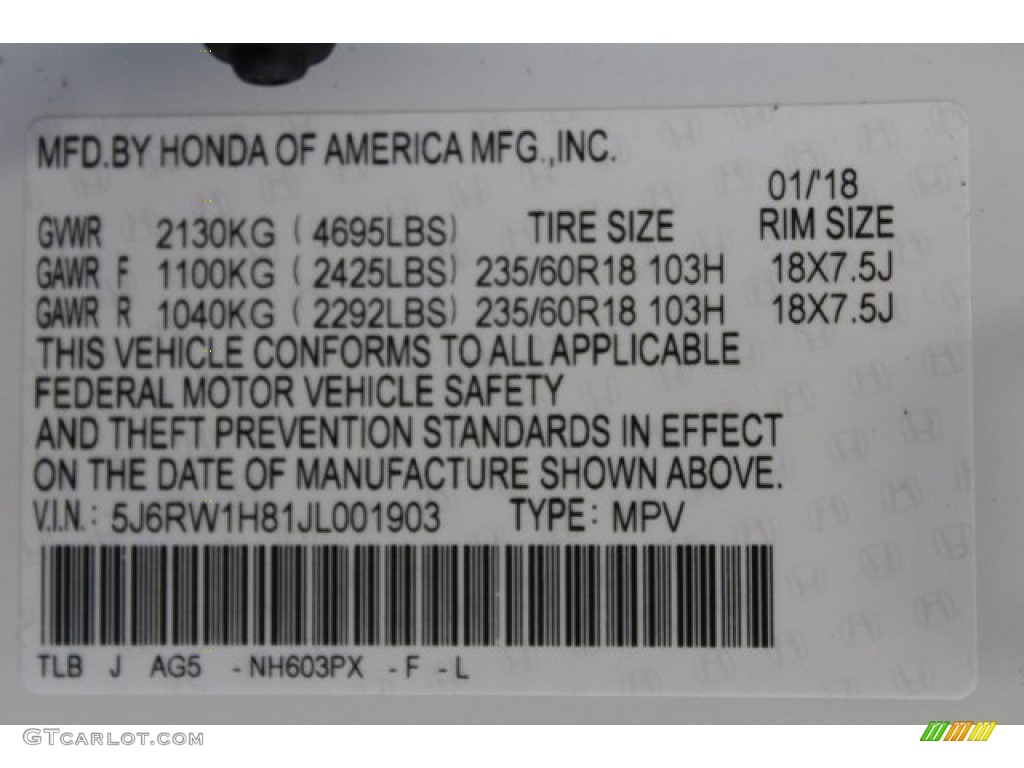 MFD.BY HONDA OF AMERICA MFG.,INC.
01/'18
GVWR 2130KG ( 4695LBS) TIRE SIZE RIM SIZE
GAWR F 1100KG ( 2425LBS) 235/60R18 103H 18X7.5J
GAWR R 1040KG ( 2292LBS) 235/60R18 103H 18X7.5J
THIS VEHICLE CONFORMS TO ALL APPLICABLE
FEDERAL MOTOR VEHICLE SAFETY
AND THEFT PREVENTION STANDARDS IN EFFECT
ON THE DATE OF MANUFACTURE SHOWN ABOVE.
V.I.N.: 5J6RW1H81JL001903 TYPE: MPV
TLB J AG5 -NH603PX -F -L
GTCARLOT.COM